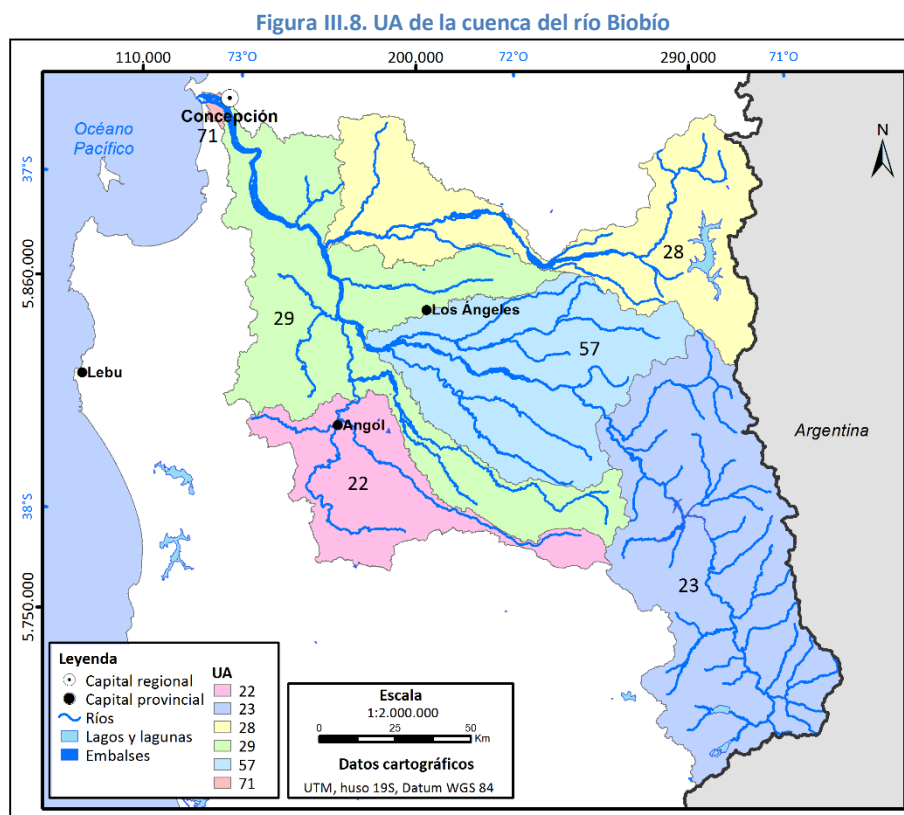 Figura III.8. UA de la cuenca del río Biobío
110.000
73°O
200.000
72°O
290.000
71°O
Océano
Pacífico
Concepción
71
N
37°S
28
5.860.000
29
Los Ángeles
57
Lebu
Angol
Argentina
22
38°S
23
5.750.000
Leyenda
Capital regional
Capital provincial
Ríos
Lagos y lagunas
Embalses
UA
22
23
28
29
57
71
Escala
1:2.000.000
0 25 50
Km
Datos cartográficos
UTM, huso 19S, Datum WGS 84